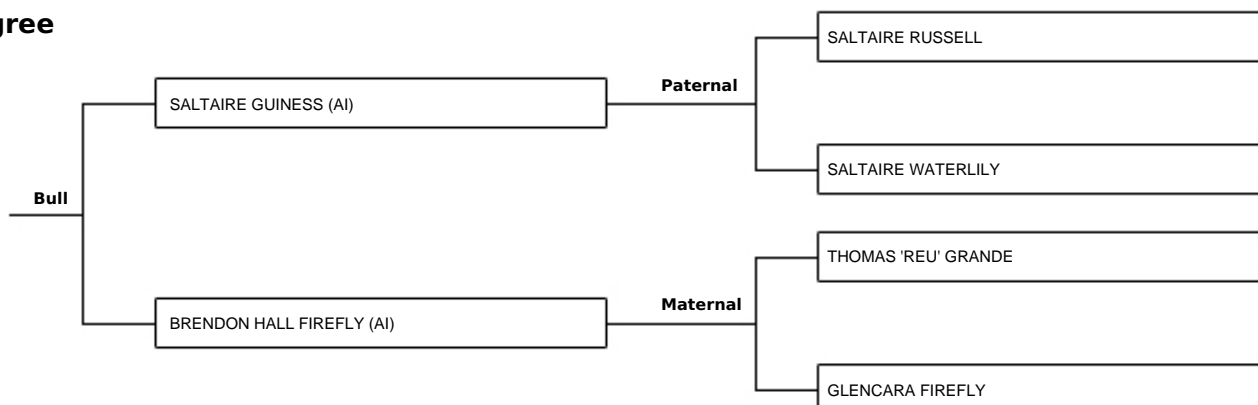 gree
SALTAIRE RUSSELL
Paternal
SALTAIRE GUINESS (AI)
SALTAIRE WATERLILY
Bull
THOMAS 'REU' GRANDE
Maternal
BRENDON HALL FIREFLY (AI)
GLENCARA FIREFLY